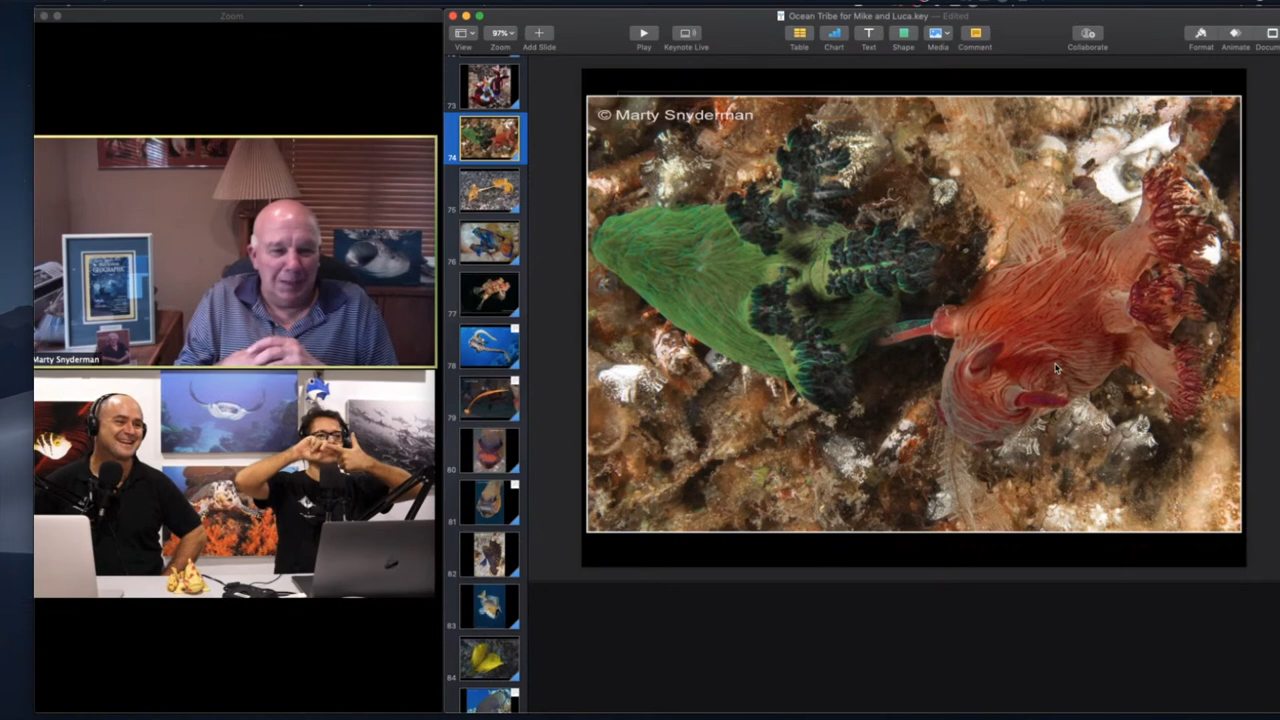 Zoom
Ocean Tribe for Mike and Luca.key — Edited
97%
View
Zoom
Add Slide
Play
Keynote Live
Table
Chart
Text
Shape
Media
Comment
Collaborate
Format
Animate
Docum
73
74
75
76
77
78
79
80
81
82
83
84
© Marty Snyderman
GEOGRAPHIC
Marty Snyderman